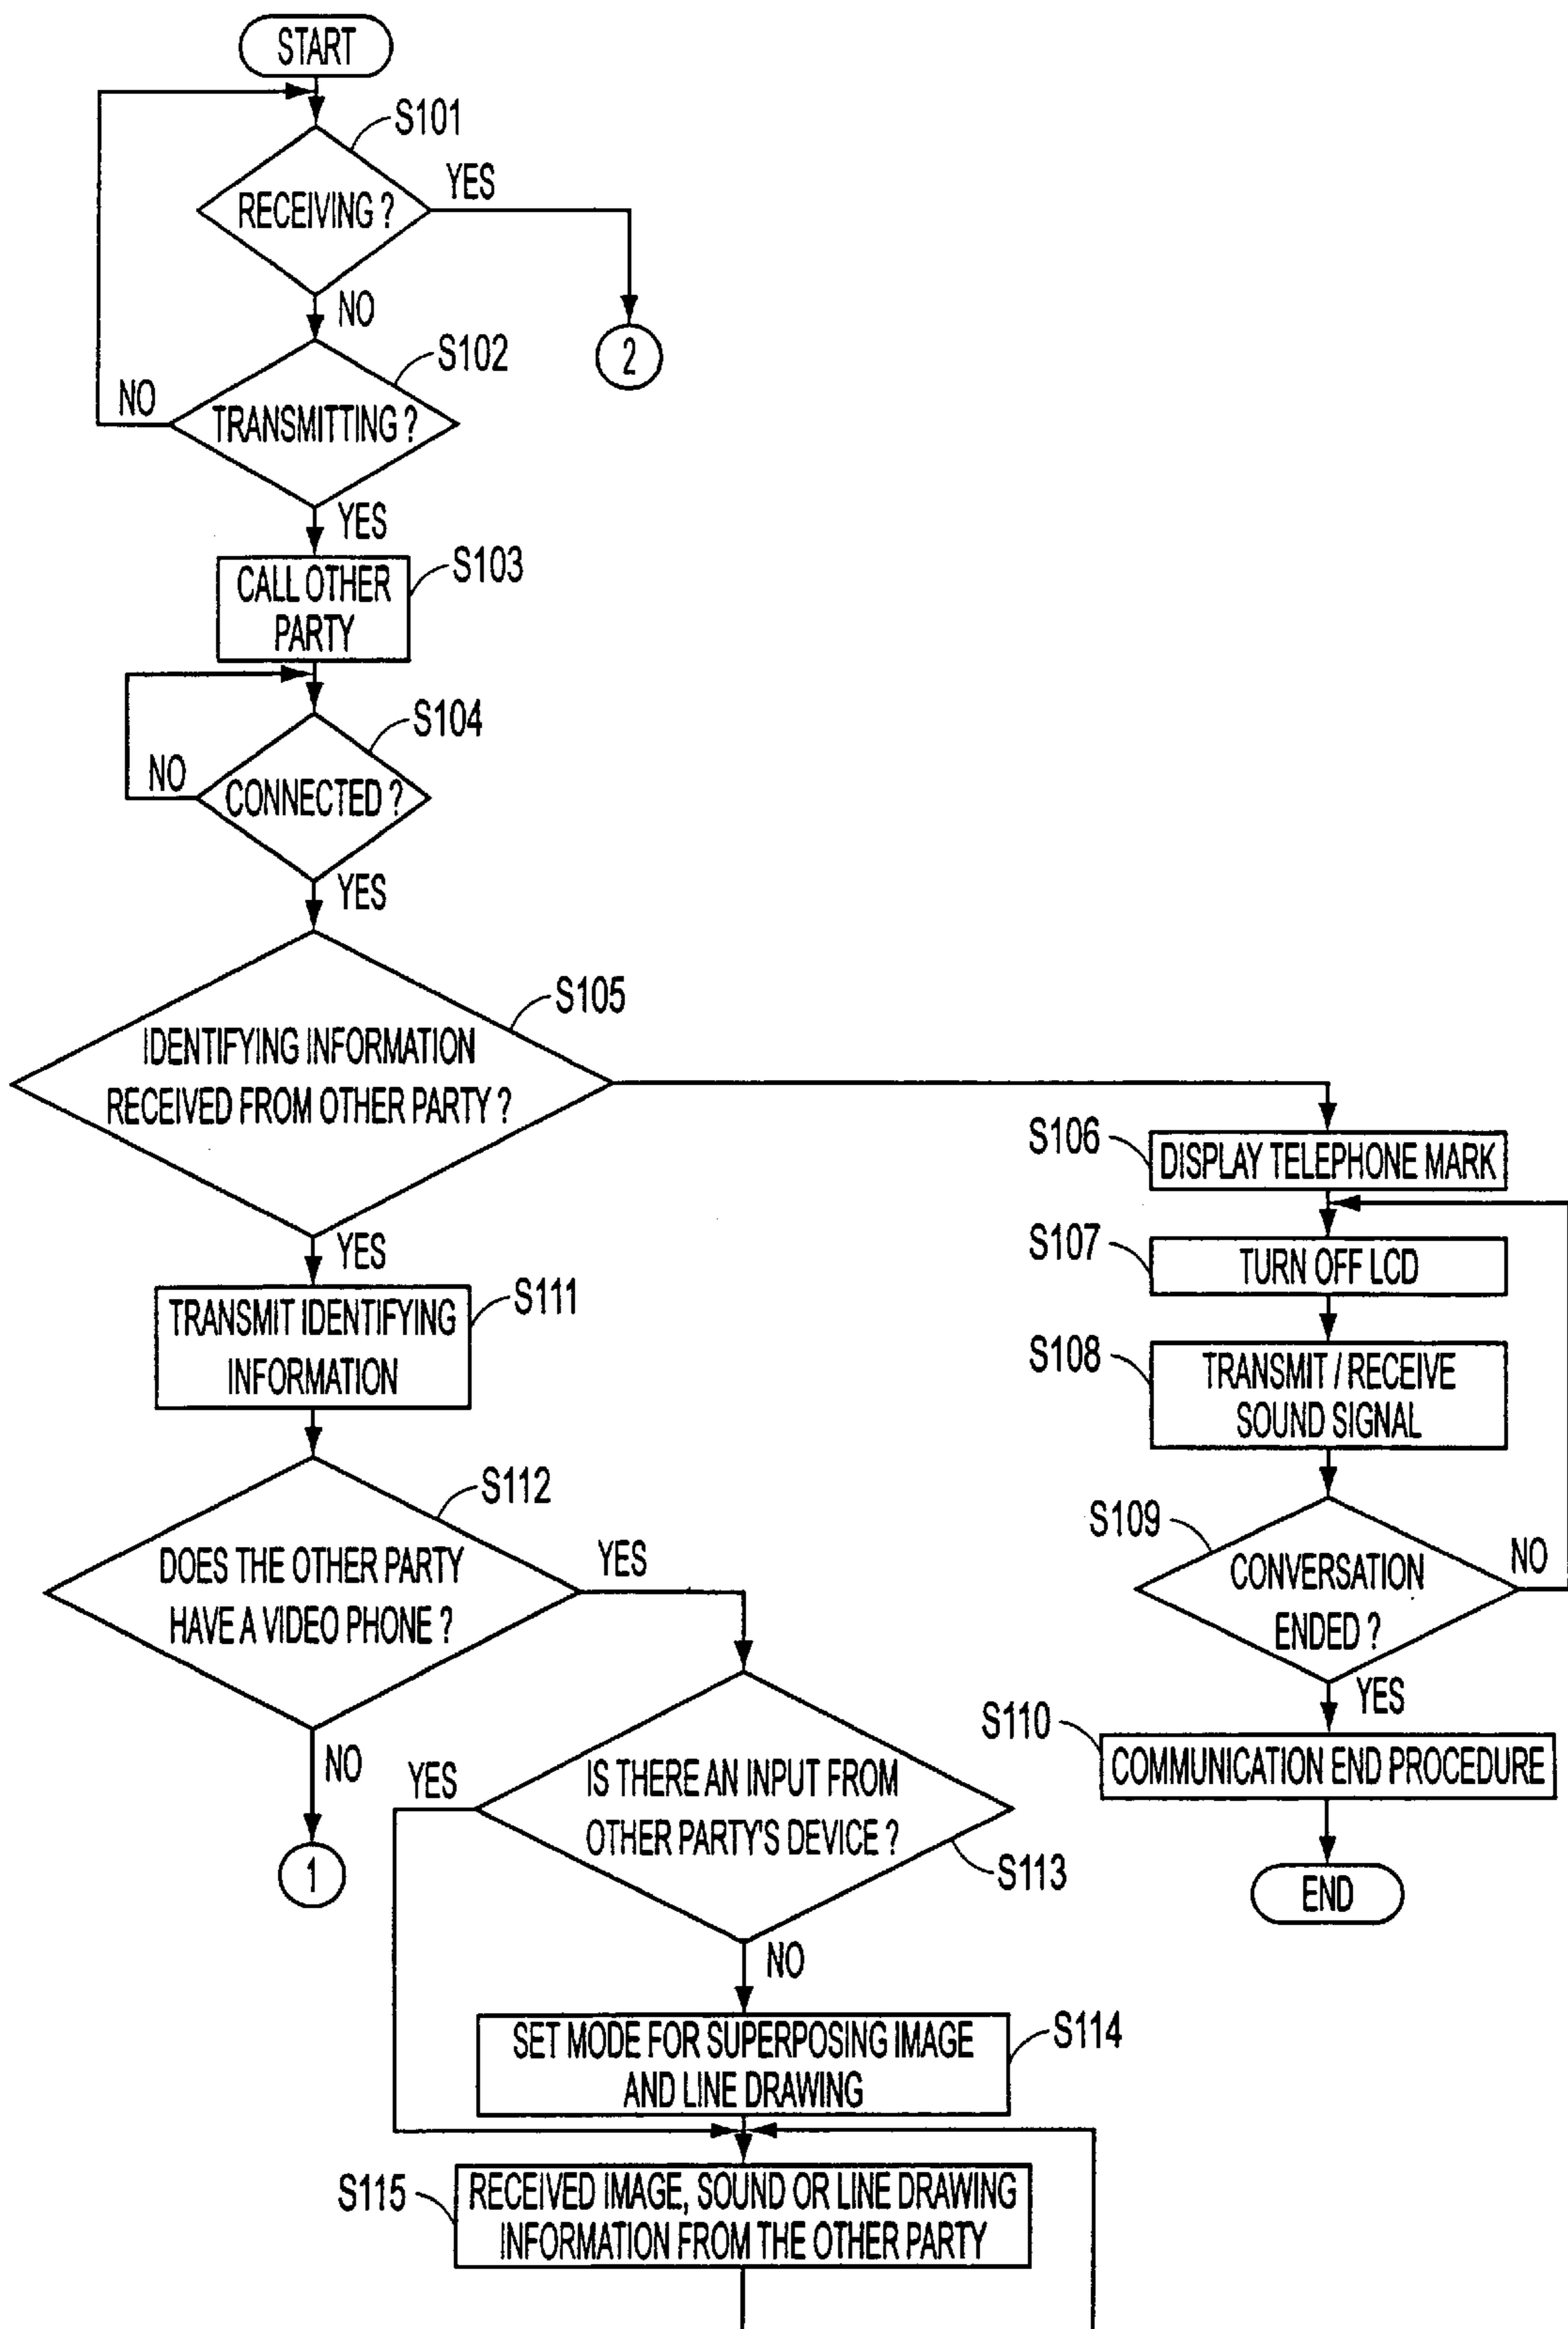 START
S101
RECEIVING ?
YES
NO
2
S102
NO
TRANSMITTING ?
YES
S103
CALL OTHER
PARTY
S104
NO
CONNECTED ?
YES
S105
IDENTIFYING INFORMATION
RECEIVED FROM OTHER PARTY ?
YES
S106
DISPLAY TELEPHONE MARK
S107
TURN OFF LCD
S108
TRANSMIT / RECEIVE
SOUND SIGNAL
S109
CONVERSATION
ENDED ?
NO
YES
S110
COMMUNICATION END PROCEDURE
END
S111
TRANSMIT IDENTIFYING
INFORMATION
S112
DOES THE OTHER PARTY
HAVE A VIDEO PHONE ?
YES
NO
1
YES
IS THERE AN INPUT FROM
OTHER PARTY'S DEVICE ?
S113
NO
SET MODE FOR SUPERPOSING IMAGE
AND LINE DRAWING
S114
S115
RECEIVED IMAGE, SOUND OR LINE DRAWING
INFORMATION FROM THE OTHER PARTY